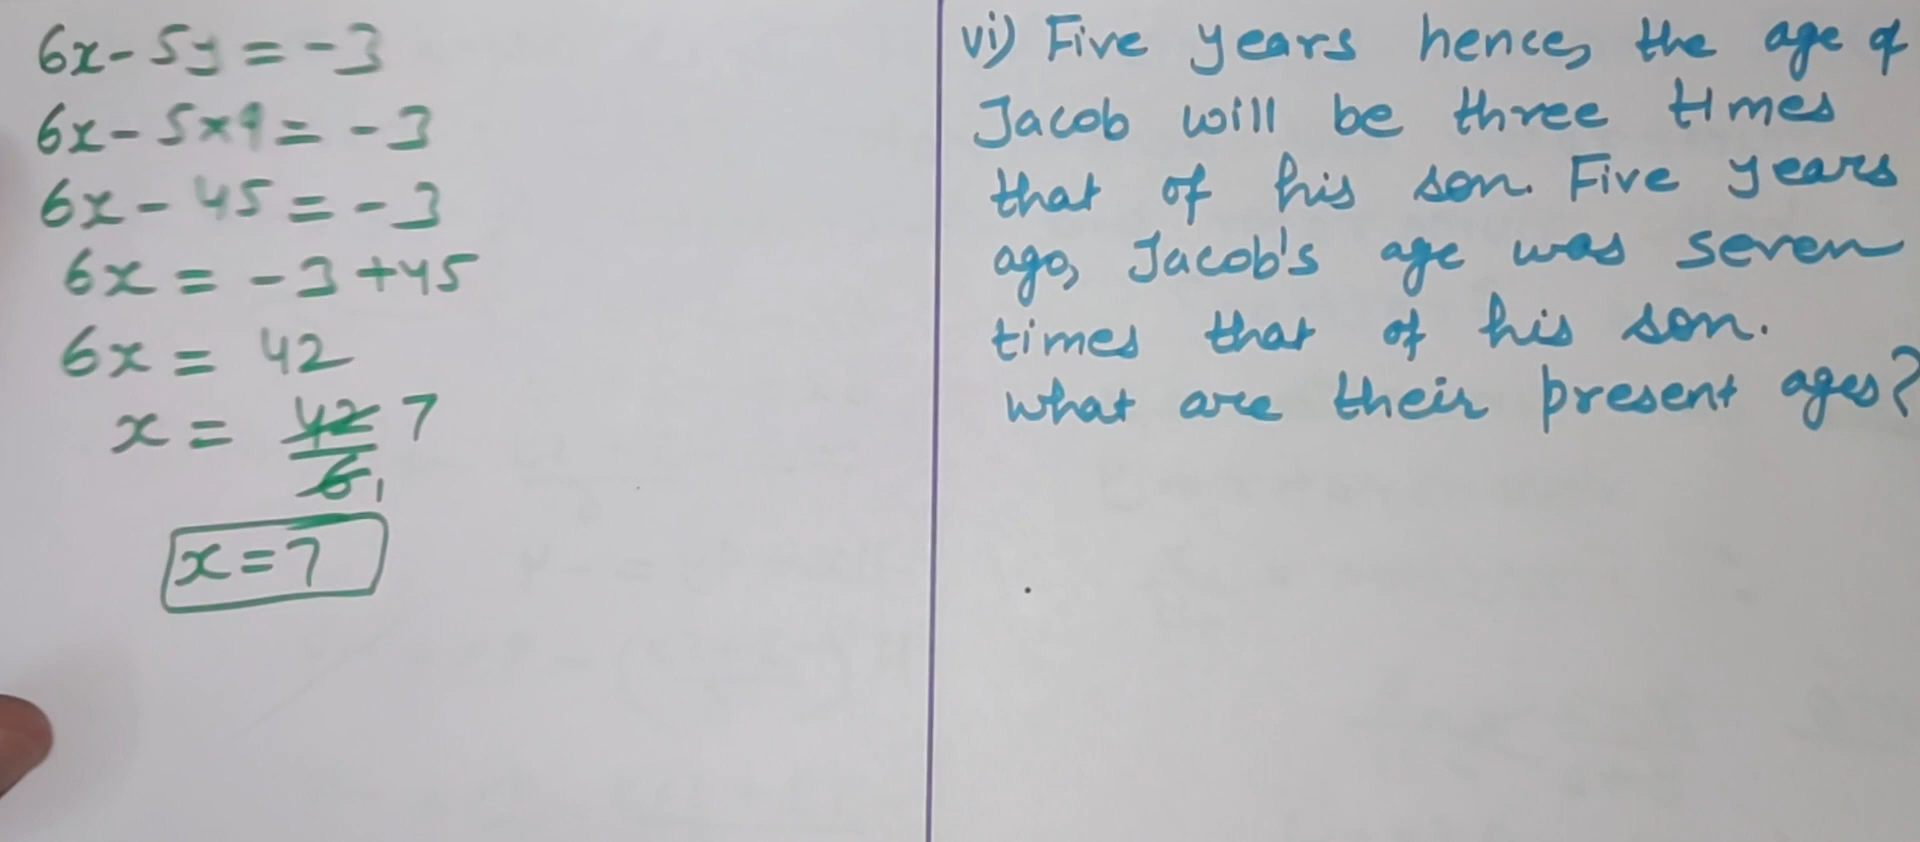 6x - 5y = -3
6x - 5×9 = -3
6x - 45 = -3
6x = -3 + 45
6x = 42
x = 42/6 7 1
x = 7
vi) Five years hence, the age of
Jacob will be three times
that of his son. Five years
ago, Jacob's age was seven
times that of his son.
what are their present ages?